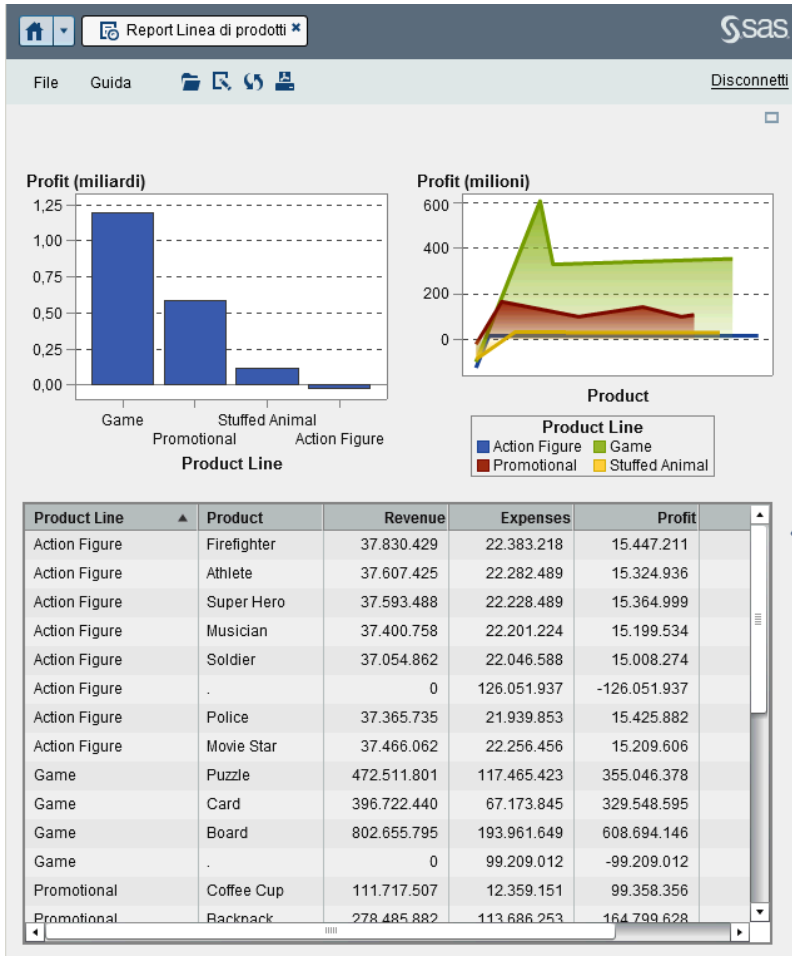 Report Linea di prodotti ×
sas
File Guida Disconnetti
Profit (miliardi)
1,25
1,00
0,75
0,50
0,25
0,00
Game Stuffed Animal
Promotional Action Figure
Product Line
Profit (milioni)
600
400
200
0
Product
Product Line
Action Figure Game
Promotional Stuffed Animal
Product Line Product Revenue Expenses Profit
Action Figure Firefighter 37.830.429 22.383.218 15.447.211
Action Figure Athlete 37.607.425 22.282.489 15.324.936
Action Figure Super Hero 37.593.488 22.228.489 15.364.999
Action Figure Musician 37.400.758 22.201.224 15.199.534
Action Figure Soldier 37.054.862 22.046.588 15.008.274
Action Figure . 0 126.051.937 -126.051.937
Action Figure Police 37.365.735 21.939.853 15.425.882
Action Figure Movie Star 37.466.062 22.256.456 15.209.606
Game Puzzle 472.511.801 117.465.423 355.046.378
Game Card 396.722.440 67.173.845 329.548.595
Game Board 802.655.795 193.961.649 608.694.146
Game . 0 99.209.012 -99.209.012
Promotional Coffee Cup 111.717.507 12.359.151 99.358.356
Promotional Backpack 278.485.882 113.686.253 164.799.628